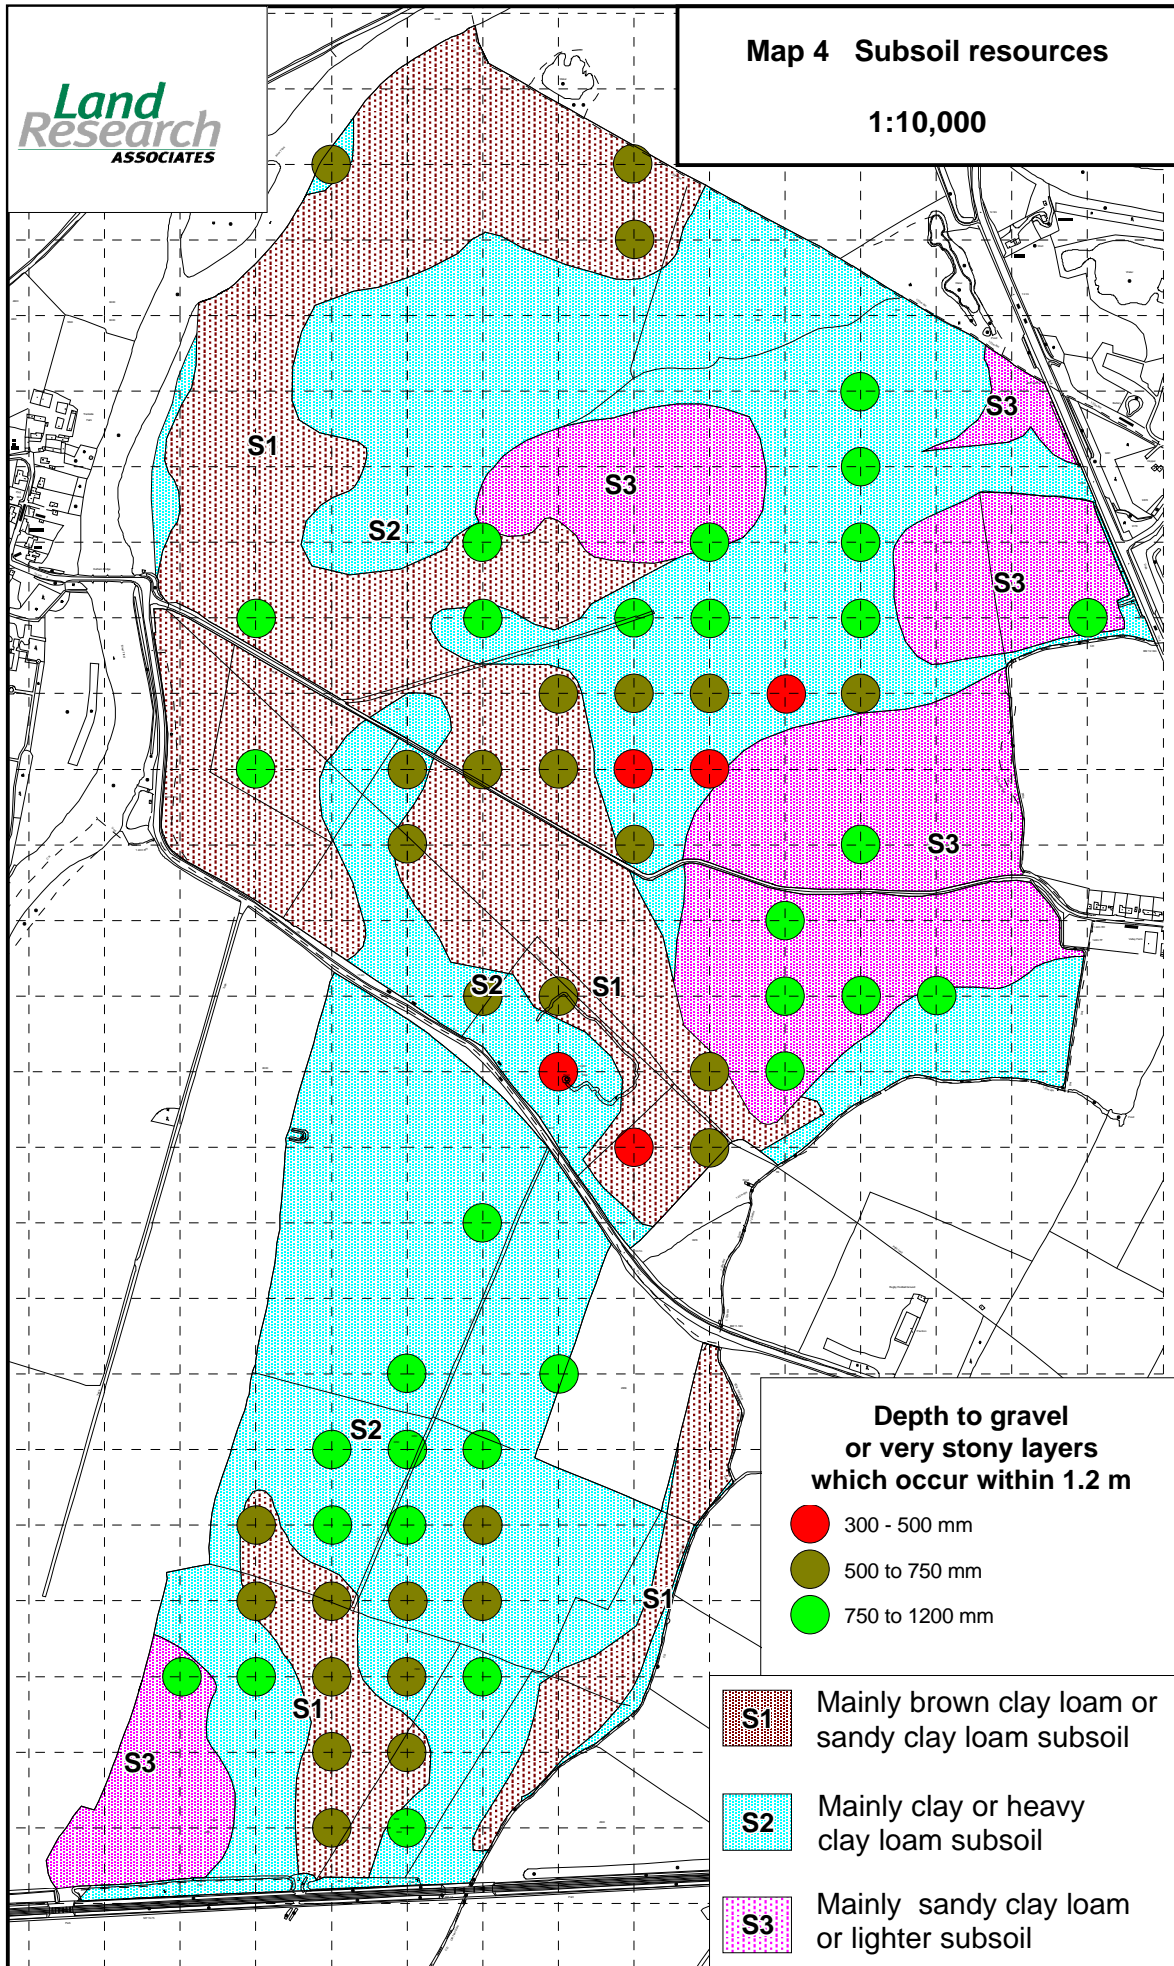 Land
Research
ASSOCIATES
Map 4 Subsoil resources
1:10,000
S3
S1
S3
S2
S3
S3
S2
S1
S2
S1
S1
S3
Depth to gravel
or very stony layers
which occur within 1.2 m
300 - 500 mm
500 to 750 mm
750 to 1200 mm
S1
Mainly brown clay loam or
sandy clay loam subsoil
S2
Mainly clay or heavy
clay loam subsoil
S3
Mainly sandy clay loam
or lighter subsoil